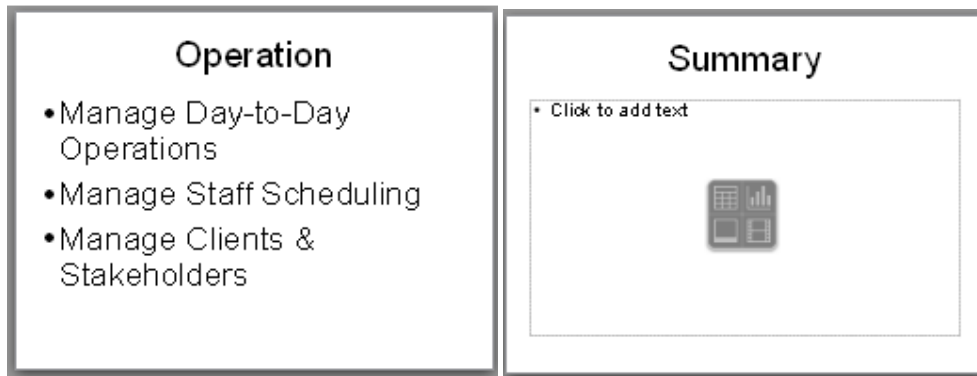 Operation
•Manage Day-to-Day
Operations
•Manage Staff Scheduling
•Manage Clients &
Stakeholders
Summary
• Click to add text